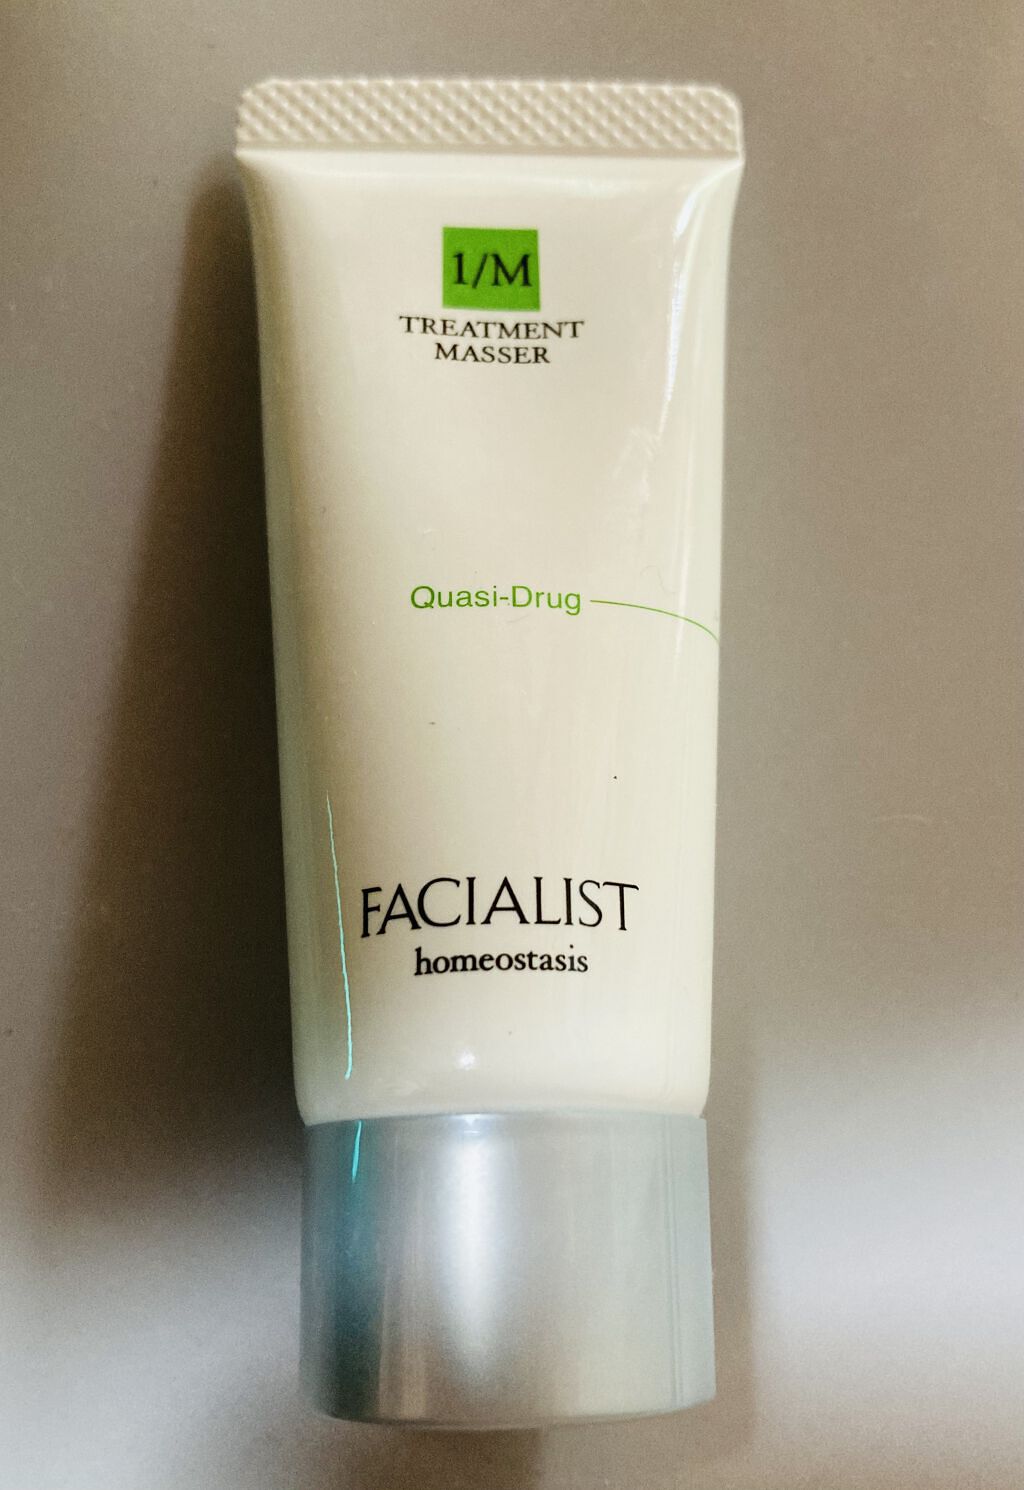 1/M
TREATMENT
MASSER
Quasi-Drug
FACIALIST
homeostasis